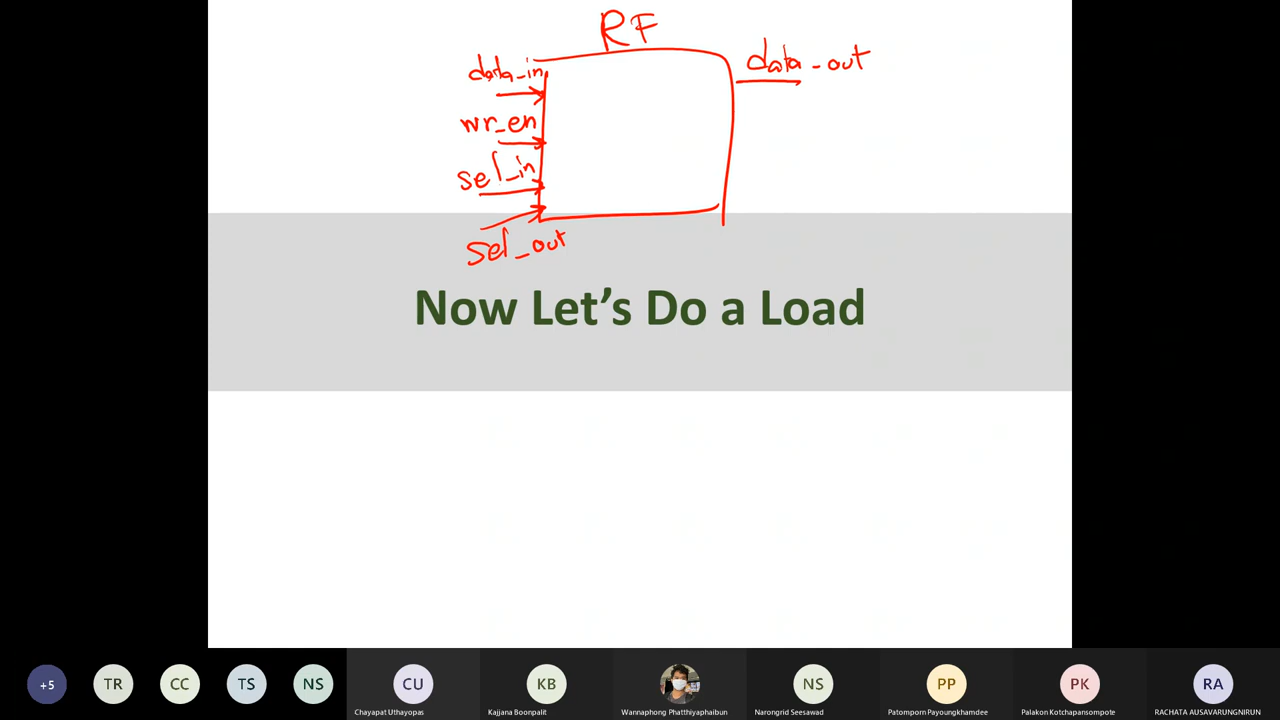 RF
data_in
data_out
wr_en
sel_in
sel_out
Now Let's Do a Load
+5
TR
CC
TS
NS
CU
KB
NS
PP
PK
RA
Chayapat Uthayopas
Kajjana Boonpalit
Wannaphong Phatthiyaphaibun
Narongrid Seesawad
Patomporn Payoungkhamdee
Palakon Kotchapansompote
RACHATA AUSAVARUNGNIRUN